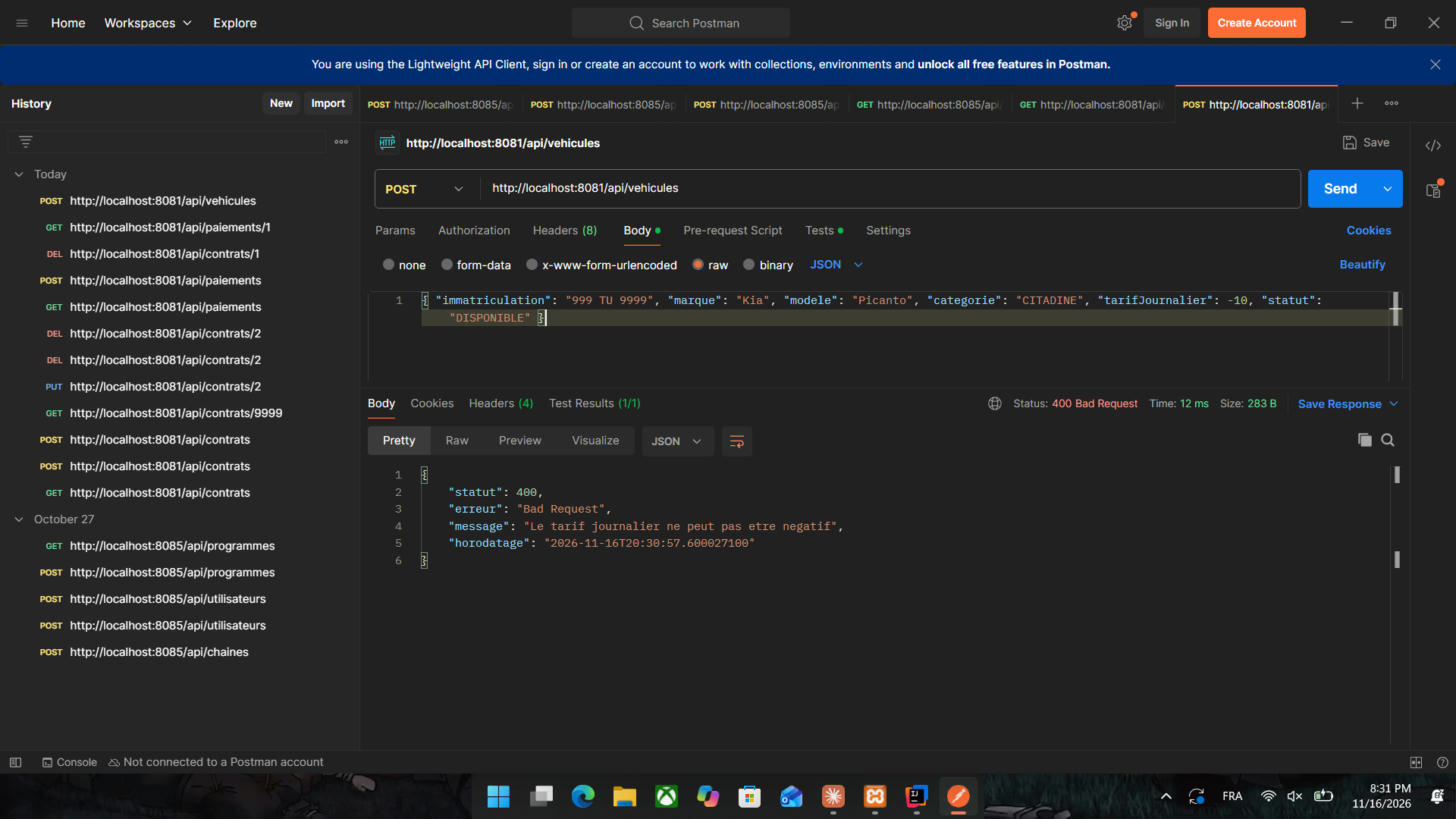 Home Workspaces Explore Search Postman Sign In Create Account
You are using the Lightweight API Client, sign in or create an account to work with collections, environments and unlock all free features in Postman.
History New Import
POST http://localhost:8085/ap POST http://localhost:8085/ap POST http://localhost:8081/ap GET http://localhost:8081/api/ GET http://localhost:8081/api/ POST http://localhost:8081/ap
Today
POST http://localhost:8081/api/vehicules
GET http://localhost:8081/api/paiements/1
DEL http://localhost:8081/api/contrats/1
POST http://localhost:8081/api/paiements
GET http://localhost:8081/api/paiements
DEL http://localhost:8081/api/contrats/2
DEL http://localhost:8081/api/contrats/2
PUT http://localhost:8081/api/contrats/2
GET http://localhost:8081/api/contrats/9999
POST http://localhost:8081/api/contrats
POST http://localhost:8081/api/contrats
GET http://localhost:8081/api/contrats
October 27
GET http://localhost:8085/api/programmes
POST http://localhost:8085/api/programmes
POST http://localhost:8085/api/utilisateurs
POST http://localhost:8085/api/utilisateurs
POST http://localhost:8085/api/chaines
HTTP http://localhost:8081/api/vehicules Save
POST http://localhost:8081/api/vehicules Send
Params Authorization Headers (8) Body Pre-request Script Tests Settings Cookies
none form-data x-www-form-urlencoded raw binary JSON Beautify
1 { "immatriculation": "999 TU 9999", "marque": "Kia", "modele": "Picanto", "categorie": "CITADINE", "tarifJournalier": -10, "statut":
"DISPONIBLE" }
Body Cookies Headers (4) Test Results (1/1) Status: 400 Bad Request Time: 12 ms Size: 283 B Save Response
Pretty Raw Preview Visualize JSON
1 {
2 "statut": 400,
3 "erreur": "Bad Request",
4 "message": "Le tarif journalier ne peut pas etre negatif",
5 "horodatage": "2026-11-16T20:30:57.600027100"
6 }
Console Not connected to a Postman account
FRA
8:31 PM
11/16/2026